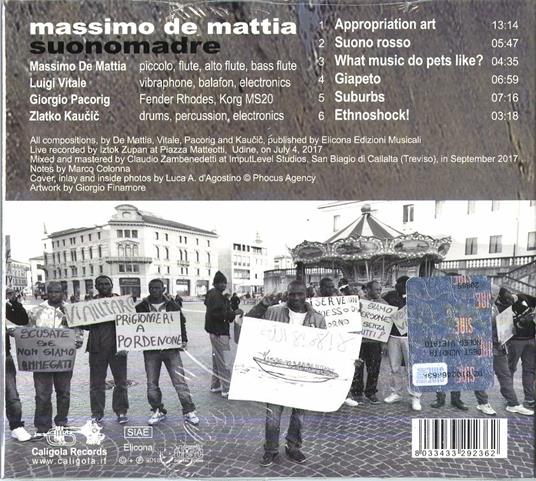 massimo de mattia
suonomadre
Massimo De Mattia piccolo, flute, alto flute, bass flute
Luigi Vitale vibraphone, balafon, electronics
Giorgio Pacorig Fender Rhodes, Korg MS20
Zlatko Kaučič drums, percussion, electronics
1 Appropriation art 13:14
2 Suono rosso 05:47
3 What music do pets like? 04:35
4 Giapeto 06:59
5 Suburbs 07:16
6 Ethnoshock! 03:18
All compositions, by De Mattia, Vitale, Pacorig and Kaučič, published by Elicona Edizioni Musicali
Live recorded by Iztok Zupan at Piazza Matteotti, Udine, on July 4, 2017
Mixed and mastered by Claudio Zambenedetti at ImputLevel Studios, San Biagio di Callalta (Treviso), in September 2017
Notes by Marco Colonna
Cover, inlay and inside photos by Luca A. d'Agostino © Phocus Agency
Artwork by Giorgio Finamore
SCUSATE
SE
NON SIAMO
ANNEGATI
PRIGIONIERI
A
PORDENONE
SIAE
Caligola Records
www.caligola.it
SIAE
Elicona
8033433292362